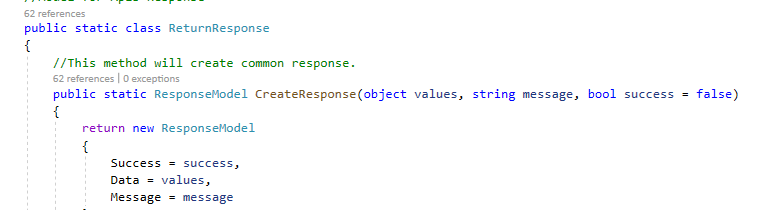 62 references
public static class ReturnResponse
{
//This method will create common response.
62 references | 0 exceptions
public static ResponseModel CreateResponse(object values, string message, bool success = false)
{
return new ResponseModel
{
Success = success,
Data = values,
Message = message